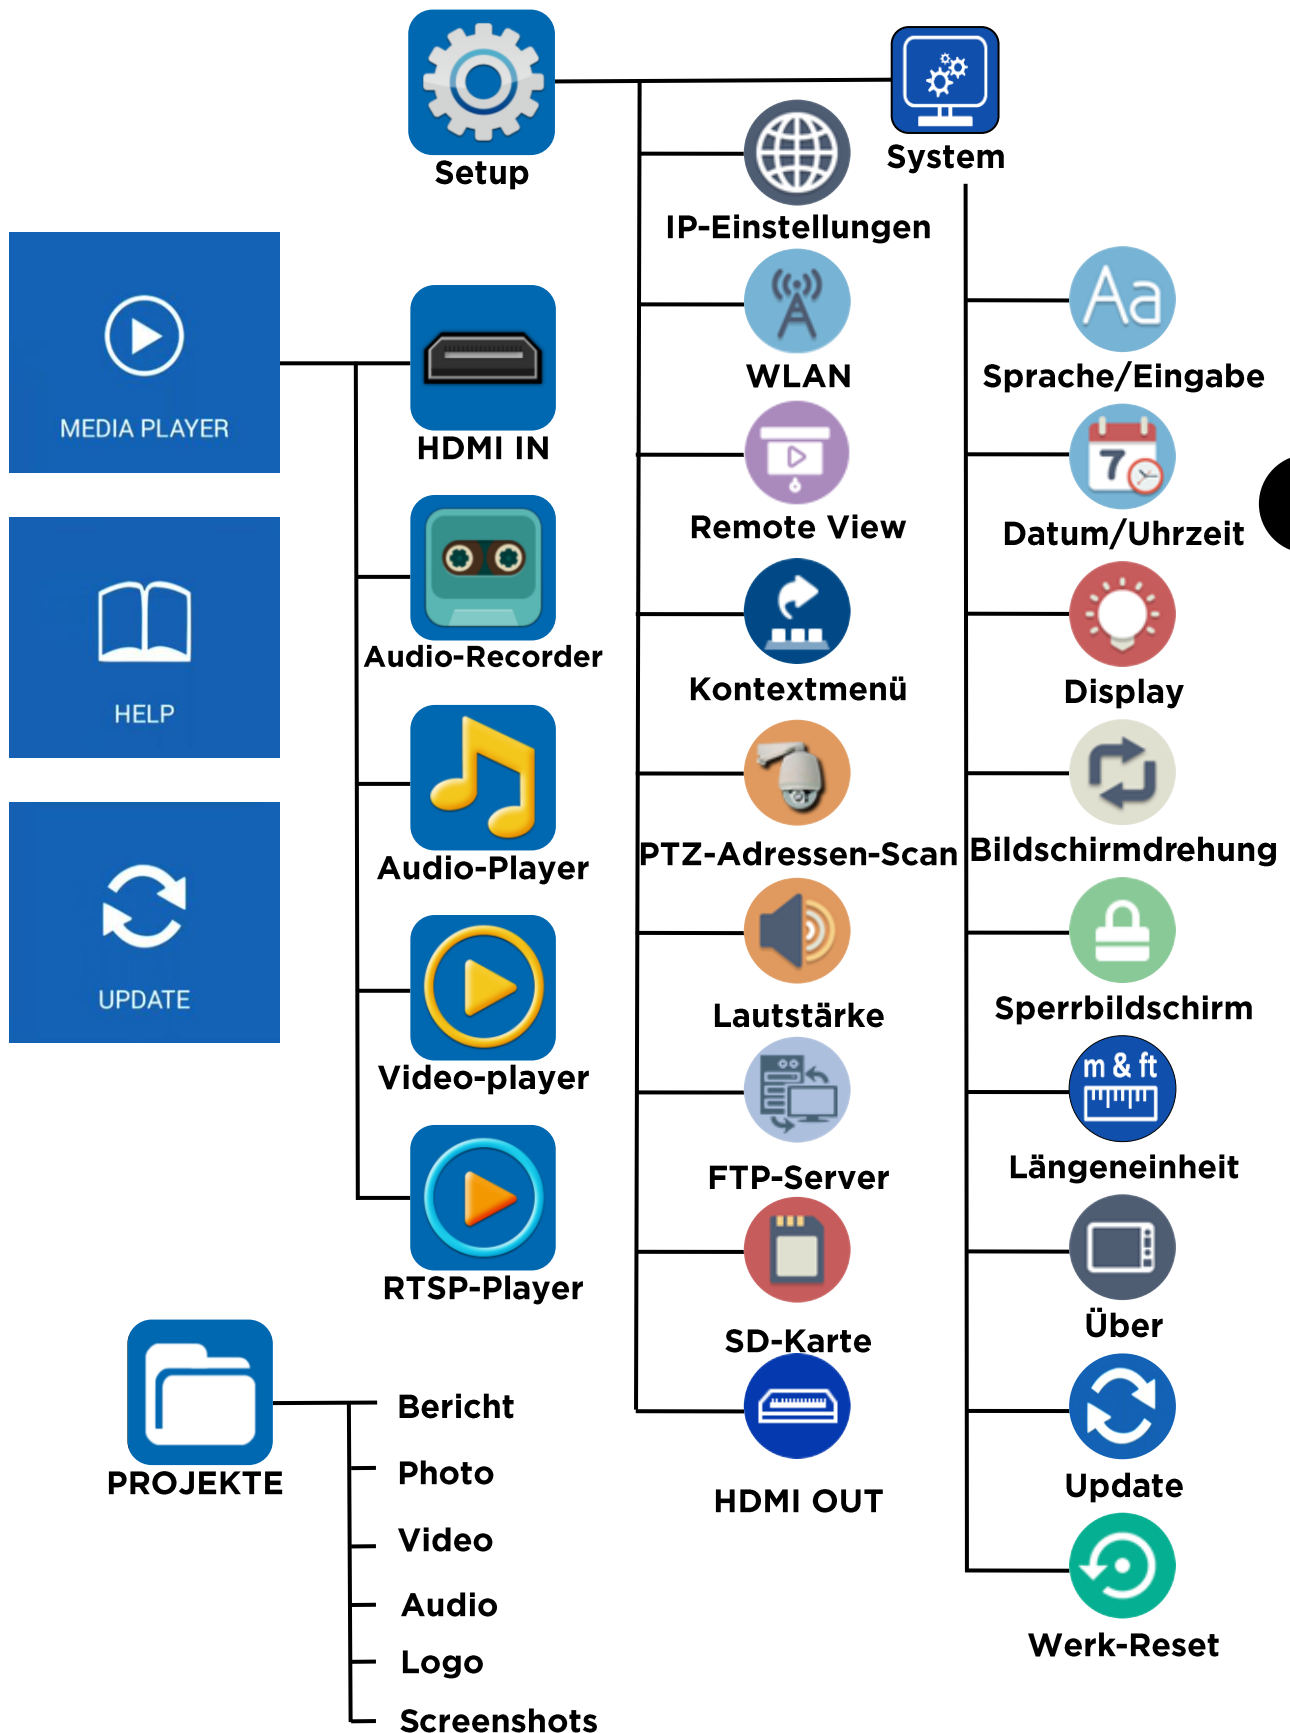 Setup
System
IP-Einstellungen
WLAN
Remote View
Kontextmenü
PTZ-Adressen-Scan
Lautstärke
FTP-Server
SD-Karte
HDMI OUT
Aa
Sprache/Eingabe
7
Datum/Uhrzeit
Display
Bildschirmdrehung
Sperrbildschirm
m & ft
Längeneinheit
Über
Update
Werk-Reset
MEDIA PLAYER
HDMI IN
Audio-Recorder
Audio-Player
Video-player
RTSP-Player
HELP
UPDATE
PROJEKTE
Bericht
Photo
Video
Audio
Logo
Screenshots